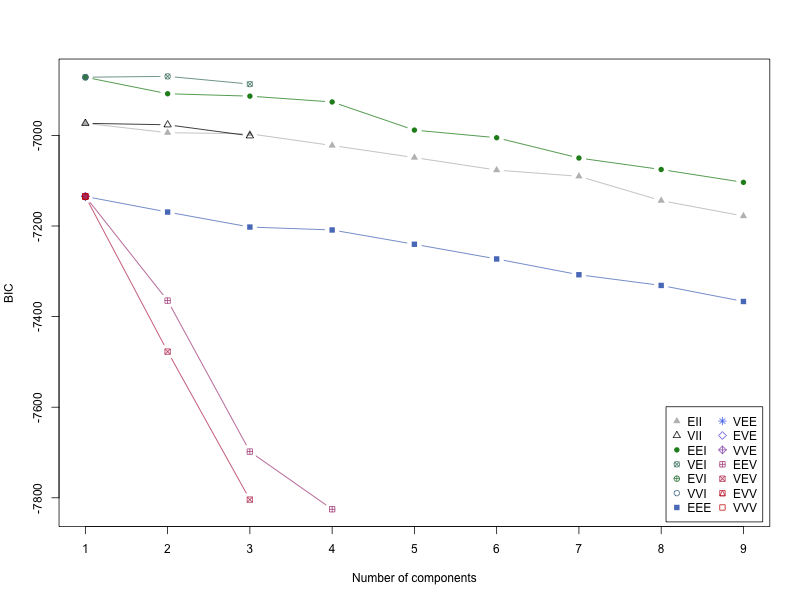 -7000
-7200
-7400
-7600
-7800
BIC
EII VEE
VII EVE
EEI VVE
VEI EEV
EVI VEV
VVI EVV
EEE VVV
1 2 3 4 5 6 7 8 9
Number of components